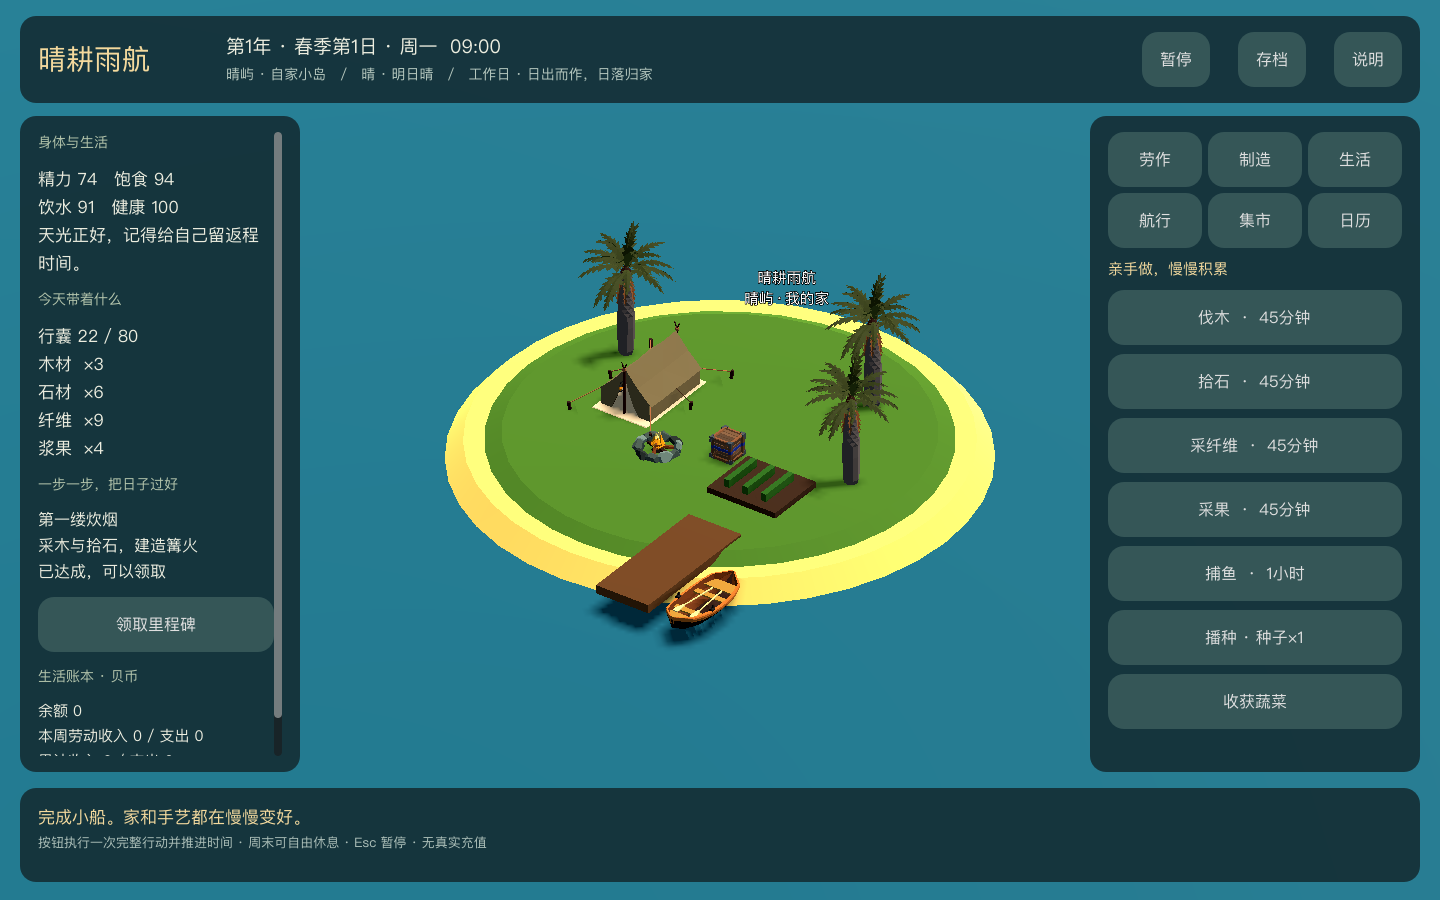 晴耕雨航
第1年 · 春季第1日 · 周一 09:00
晴屿 · 自家小岛 / 晴 · 明日晴 / 工作日 · 日出而作，日落归家
暂停
存档
说明
身体与生活
精力 74 饱食 94
饮水 91 健康 100
天光正好，记得给自己留返程
时间。
今天带着什么
行囊 22 / 80
木材 ×3
石材 ×6
纤维 ×9
浆果 ×4
一步一步，把日子过好
第一缕炊烟
采木与拾石，建造篝火
已达成，可以领取
领取里程碑
生活账本 · 贝币
余额 0
本周劳动收入 0 / 支出 0
晴耕雨航
晴屿 · 我的家
劳作
制造
生活
航行
集市
日历
亲手做，慢慢积累
伐木 · 45分钟
拾石 · 45分钟
采纤维 · 45分钟
采果 · 45分钟
捕鱼 · 1小时
播种 · 种子×1
收获蔬菜
完成小船。家和手艺都在慢慢变好。
按钮执行一次完整行动并推进时间 · 周末可自由休息 · Esc 暂停 · 无真实充值